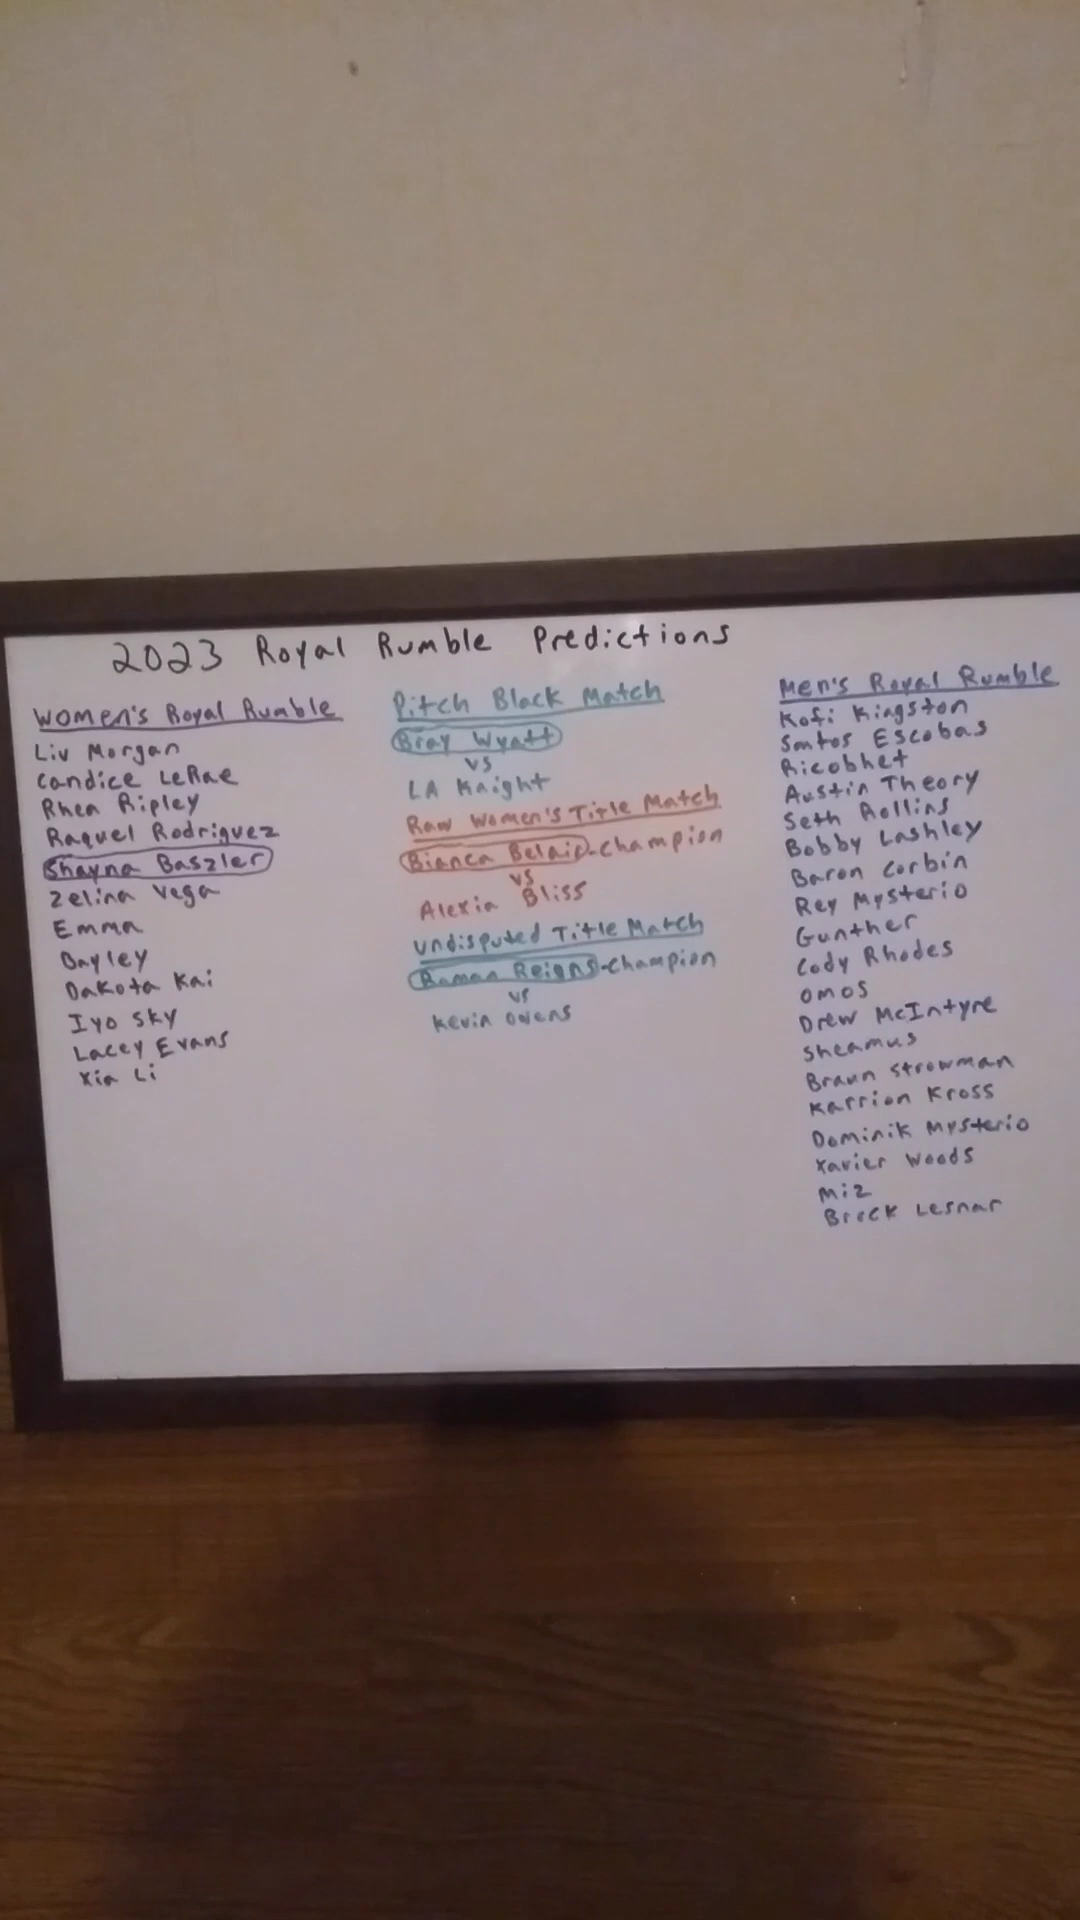 2023 Royal Rumble Predictions
Women's Royal Rumble
Liv Morgan
Candice LeRae
Rhea Ripley
Raquel Rodriguez
Shayna Baszler
Zelina Vega
Emma
Bayley
Dakota Kai
Iyo Sky
Lacey Evans
Xia Li
Pitch Black Match
Bray Wyatt
vs
LA Knight
Raw Women's Title Match
Bianca Belair-champion
vs
Alexia Bliss
Undisputed Title Match
Roman Reigns-champion
vs
Kevin Owens
Men's Royal Rumble
Kofi Kingston
Santos Escobas
Ricobhet
Austin Theory
Seth Rollins
Bobby Lashley
Baron Corbin
Rey Mysterio
Gunther
Cody Rhodes
Omos
Drew McIntyre
Sheamus
Braun Strowman
Karrion Kross
Dominik Mysterio
Xavier Woods
Miz
Brock Lesnar